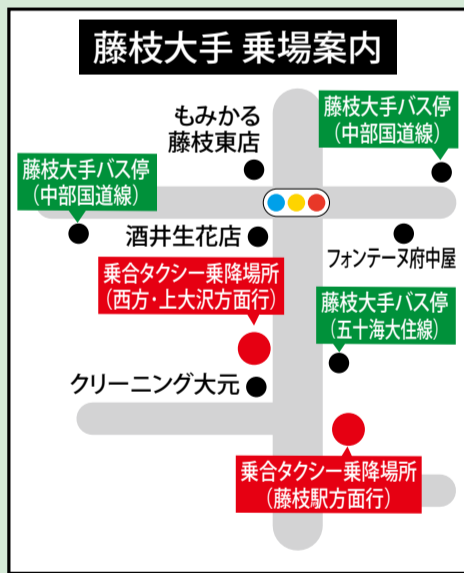 藤枝大手 乗場案内
もみかる
藤枝東店
藤枝大手バス停
(中部国道線)
藤枝大手バス停
(中部国道線)
酒井生花店
フォンテーヌ府中屋
乗合タクシー乗降場所
(西方・上大沢方面行)
藤枝大手バス停
(五十海大住線)
クリーニング大元
乗合タクシー乗降場所
(藤枝駅方面行)